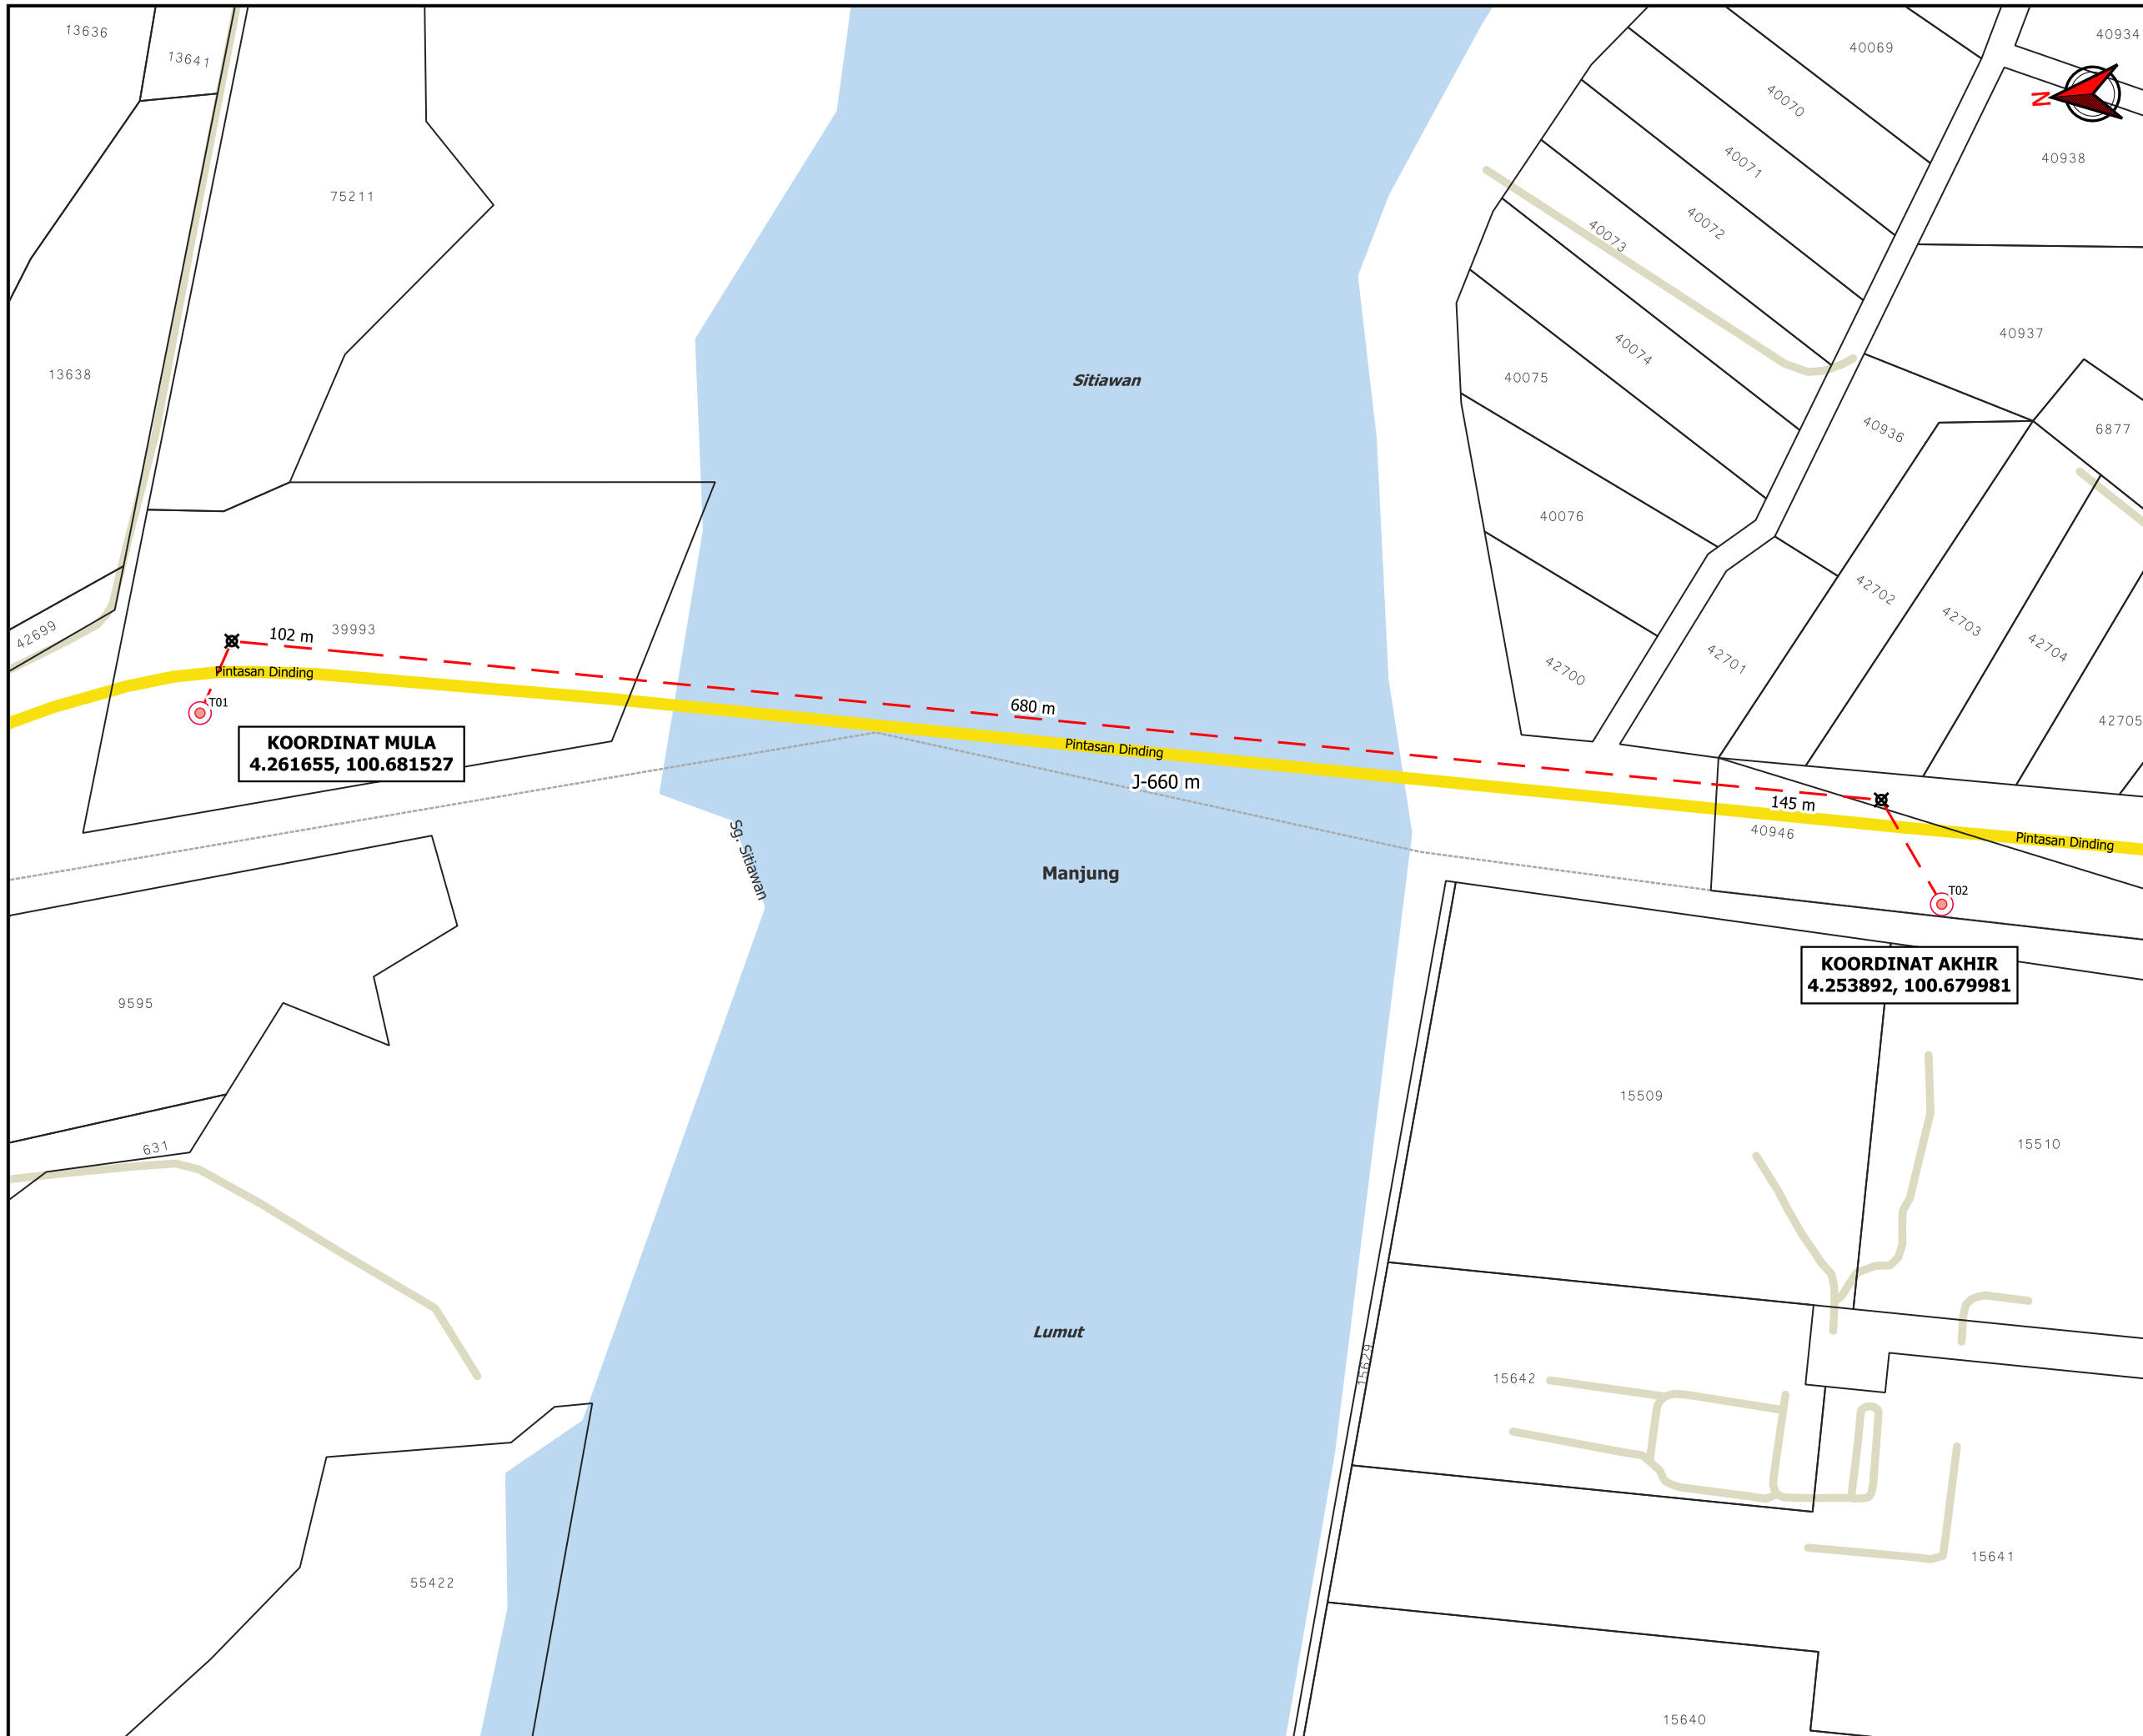 13636
13641
40069
40934
40070
N
40071
40938
75211
40072
40073
40937
40074
13638
40075
Sitiawan
40936
6877
40076
42702
42703
42699
102 m
39993
42704
42701
Pintasan Dinding
42700
T01
680 m
42705
KOORDINAT MULA
4.261655, 100.681527
Pintasan Dinding
J-660 m
145 m
40946
Pintasan Dinding
Sg. Sitiawan
Manjung
T02
KOORDINAT AKHIR
4.253892, 100.679981
9595
15509
631
15510
Lumut
15629
15642
15641
55422
15640